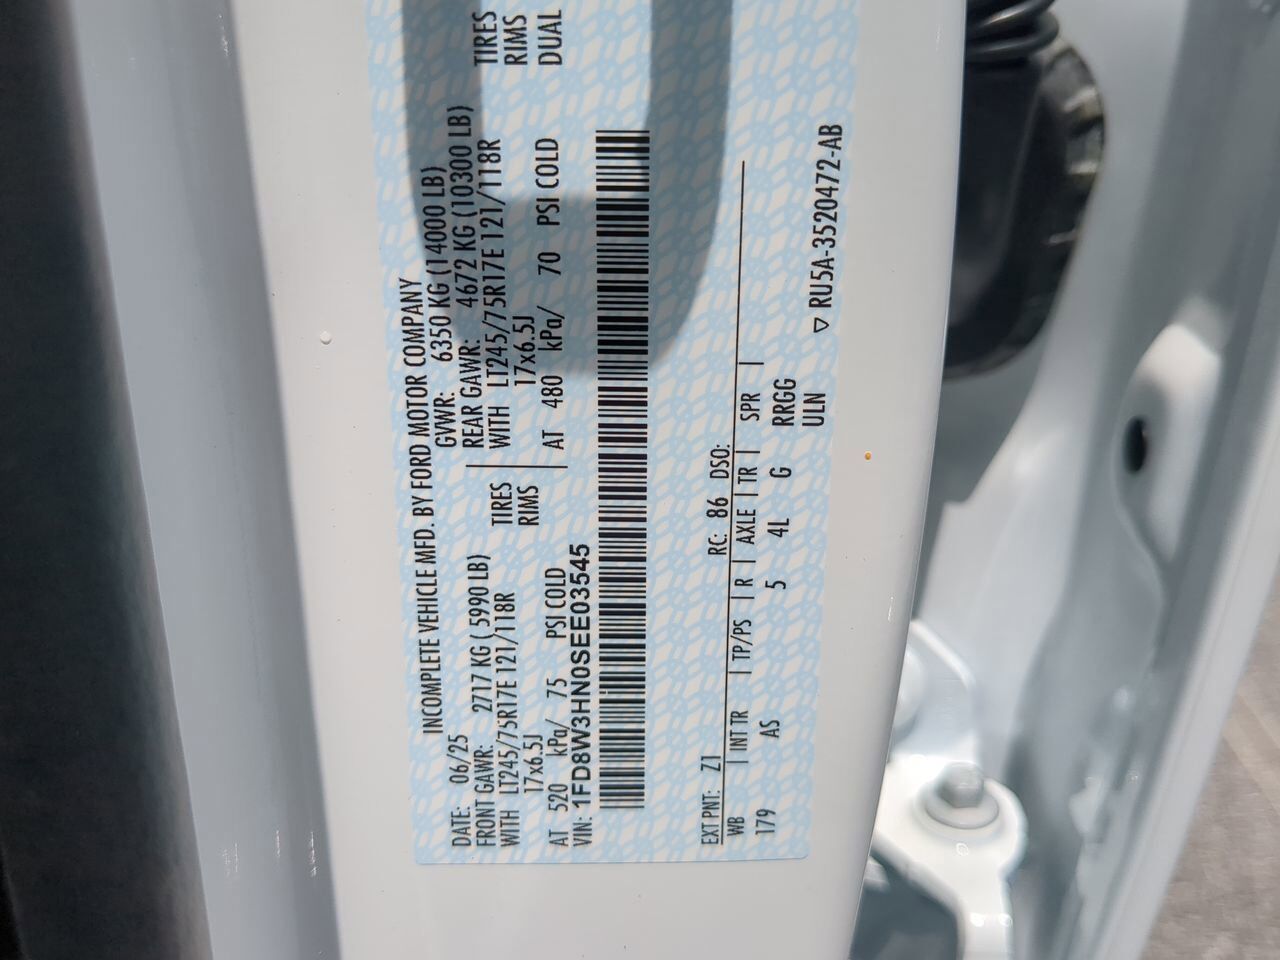 INCOMPLETE VEHICLE MFD. BY FORD MOTOR COMPANY
DATE: 06/25 GVWR: 6350 KG (14000 LB)
FRONT GAWR: 2717 KG ( 5990 LB) REAR GAWR: 4672 KG (10300 LB)
WITH LT245/75R17E 121/118R TIRES WITH LT245/75R17E 121/118R TIRES
17x6.5J RIMS 17x6.5J RIMS
AT 520 kPa/ 75 PSI COLD AT 480 kPa/ 70 PSI COLD DUAL
VIN: 1FD8W3HN0SEE03545
EXT PNT: Z1 RC: 86 DSO:
WB | INT TR | TP/PS | R | AXLE | TR | SPR |
179 AS 5 4L G RRGG
ULN ▽ RU5A-3520472-AB